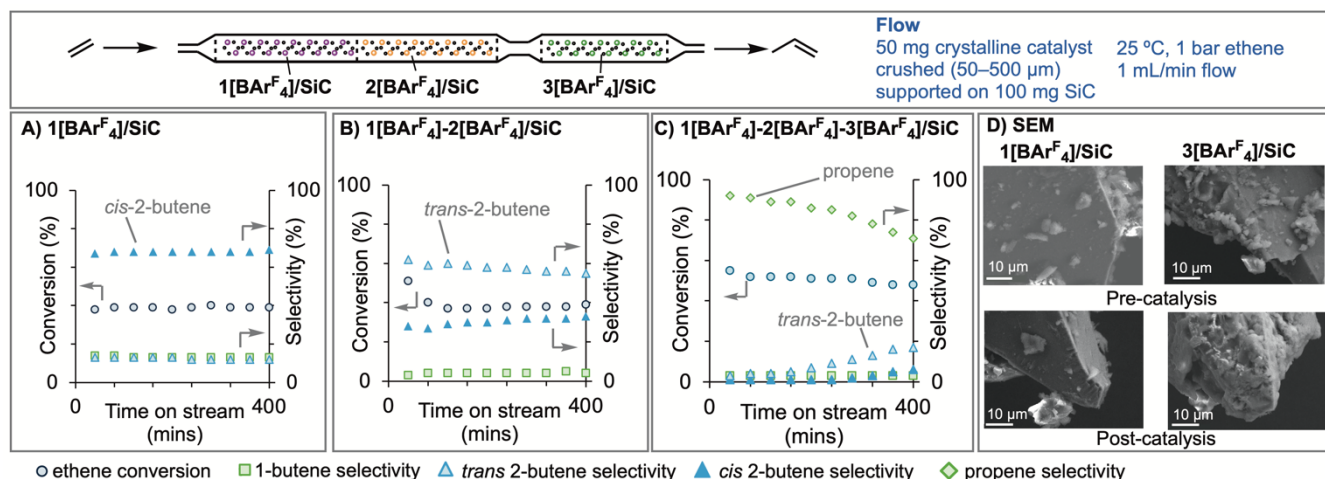 Flow
50 mg crystalline catalyst
crushed (50–500 µm)
supported on 100 mg SiC
25 ºC, 1 bar ethene
1 mL/min flow
1[BArF4]/SiC 2[BArF4]/SiC 3[BArF4]/SiC
A) 1[BArF4]/SiC
100
100
cis-2-butene
Conversion (%)
Selectivity (%)
0
0
Time on stream 400
(mins)
B) 1[BArF4]-2[BArF4]/SiC
100
100
trans-2-butene
Conversion (%)
Selectivity (%)
0
0
Time on stream 400
(mins)
C) 1[BArF4]-2[BArF4]-3[BArF4]/SiC
100
100
propene
Conversion (%)
Selectivity (%)
trans-2-butene
0
0
Time on stream 400
(mins)
D) SEM
1[BArF4]/SiC 3[BArF4]/SiC
10 µm
10 µm
Pre-catalysis
10 µm
10 µm
Post-catalysis
ethene conversion 1-butene selectivity trans 2-butene selectivity cis 2-butene selectivity propene selectivity